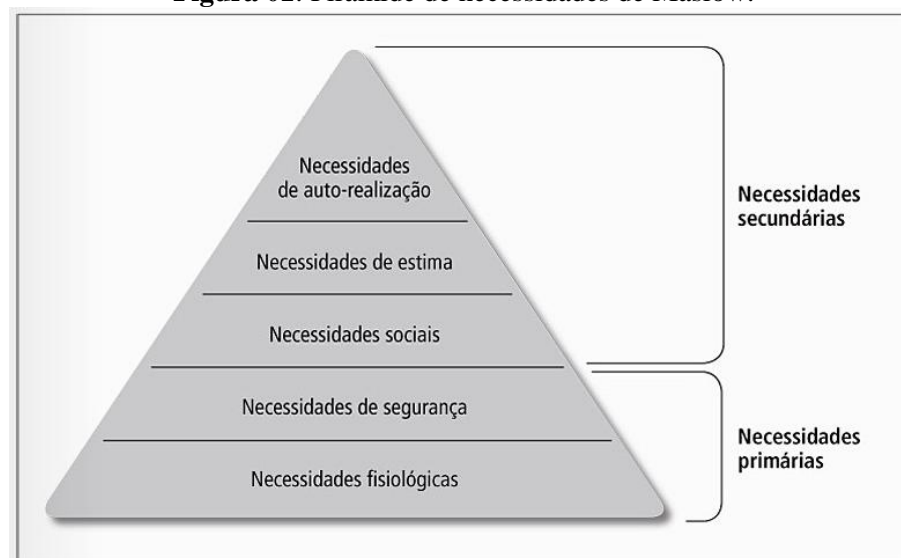 Figura 02: Pirâmide de necessidades de Maslow.
Necessidades
de auto-realização
Necessidades de estima
Necessidades sociais
Necessidades de segurança
Necessidades fisiológicas
Necessidades
secundárias
Necessidades
primárias